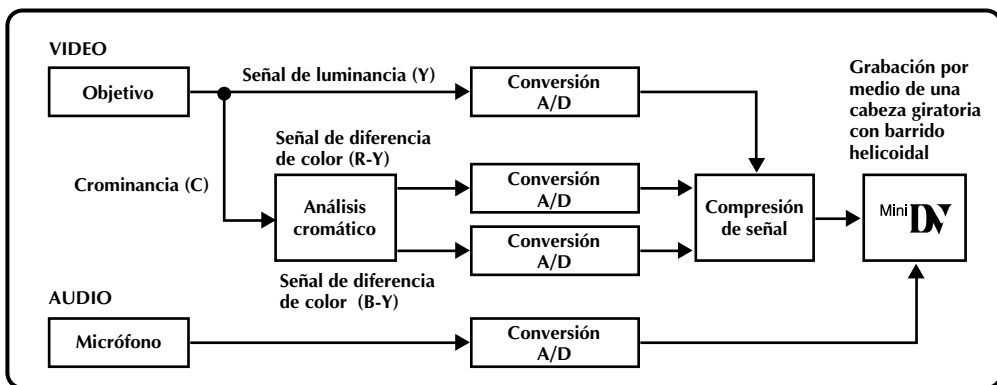 VIDEO
Objetivo
Señal de luminancia (Y)
Conversión
A/D
Grabación por
medio de una
cabeza giratoria
con barrido
helicoidal
Señal de diferencia
de color (R-Y)
Crominancia (C)
Análisis
cromático
Conversión
A/D
Conversión
A/D
Compresión
de señal
Mini DV
Señal de diferencia
de color (B-Y)
AUDIO
Micrófono
Conversión
A/D